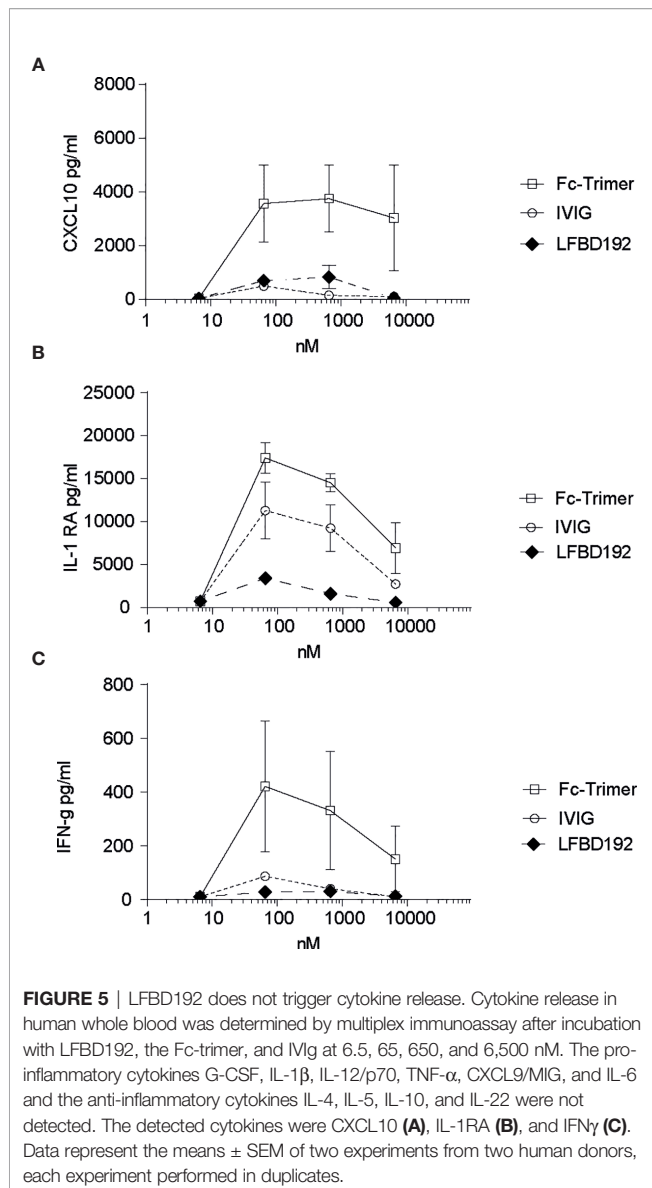 A
8000
6000
4000
2000
0
CXCL10 pg/ml
1 10 100 1000 10000
nM
Fc-Trimer
IVIG
LFBD192
B
25000
20000
15000
10000
5000
0
IL-1 RA pg/ml
1 10 100 1000 10000
nM
Fc-Trimer
IVIG
LFBD192
C
800
600
400
200
0
IFN-g pg/ml
1 10 100 1000 10000
nM
Fc-Trimer
IVIG
LFBD192
FIGURE 5 | LFBD192 does not trigger cytokine release. Cytokine release in
human whole blood was determined by multiplex immunoassay after incubation
with LFBD192, the Fc-trimer, and IVIg at 6.5, 65, 650, and 6,500 nM. The pro-
inflammatory cytokines G-CSF, IL-1β, IL-12/p70, TNF-α, CXCL9/MIG, and IL-6
and the anti-inflammatory cytokines IL-4, IL-5, IL-10, and IL-22 were not
detected. The detected cytokines were CXCL10 (A), IL-1RA (B), and IFNγ (C).
Data represent the means ± SEM of two experiments from two human donors,
each experiment performed in duplicates.